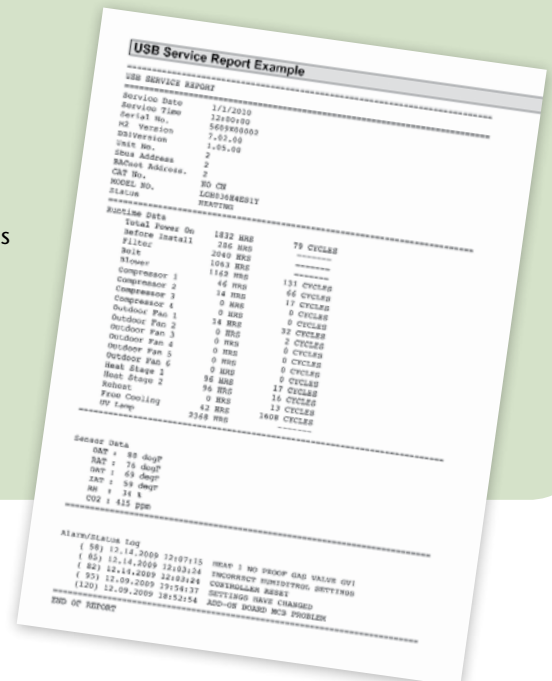 s
USB Service Report Example
USB SERVICE REPORT
Service Date 1/1/2010
Service Time 12:00:00
Serial No. 5609K00003
M2 Version 7.02.00
DSiVersion 1.05.00
Unit No. 2
Sbus Address 2
BACnet Address. 2
CAT No. NO CN
MODEL NO.
Status HEATING
Runtime Data
Total Power On 1832 HRS 79 CYCLES
Before Install 286 HRS -------
Filter 2040 HRS -------
Belt 1063 HRS -------
Blower 1163 HRS 131 CYCLES
Compressor 1 66 HRS 66 CYCLES
Compressor 2 14 HRS 17 CYCLES
Compressor 3 0 HRS 0 CYCLES
Compressor 4 0 HRS 0 CYCLES
Outdoor Fan 1 34 HRS 32 CYCLES
Outdoor Fan 2 0 HRS 2 CYCLES
Outdoor Fan 3 0 HRS 0 CYCLES
Outdoor Fan 4 0 HRS 0 CYCLES
Outdoor Fan 5 0 HRS 0 CYCLES
Outdoor Fan 6 0 HRS 0 CYCLES
Heat Stage 1 96 HRS 17 CYCLES
Heat Stage 2 96 HRS 16 CYCLES
Reheat 0 HRS 13 CYCLES
Free Cooling 42 HRS 1608 CYCLES
UV Lamp 2368 HRS -------
Sensor Data
OAT : 88 degF
RAT : 76 degF
DAT : 69 degF
ZAT : 59 degF
RH : 34 %
CO2 : 415 ppm
Alarm/Status Log
( 58) 12.14.2009 12:07:15 HEAT 1 NO PROOF GAS VALVE GV1
( 85) 12.14.2009 12:03:24 INCORRECT HUMIDITROL SETTINGS
( 82) 12.14.2009 12:03:24 CONTROLLER RESET
( 95) 12.09.2009 19:54:37 SETTINGS HAVE CHANGED
(120) 12.09.2009 18:52:54 ADD-ON BOARD MCB PROBLEM
END OF REPORT